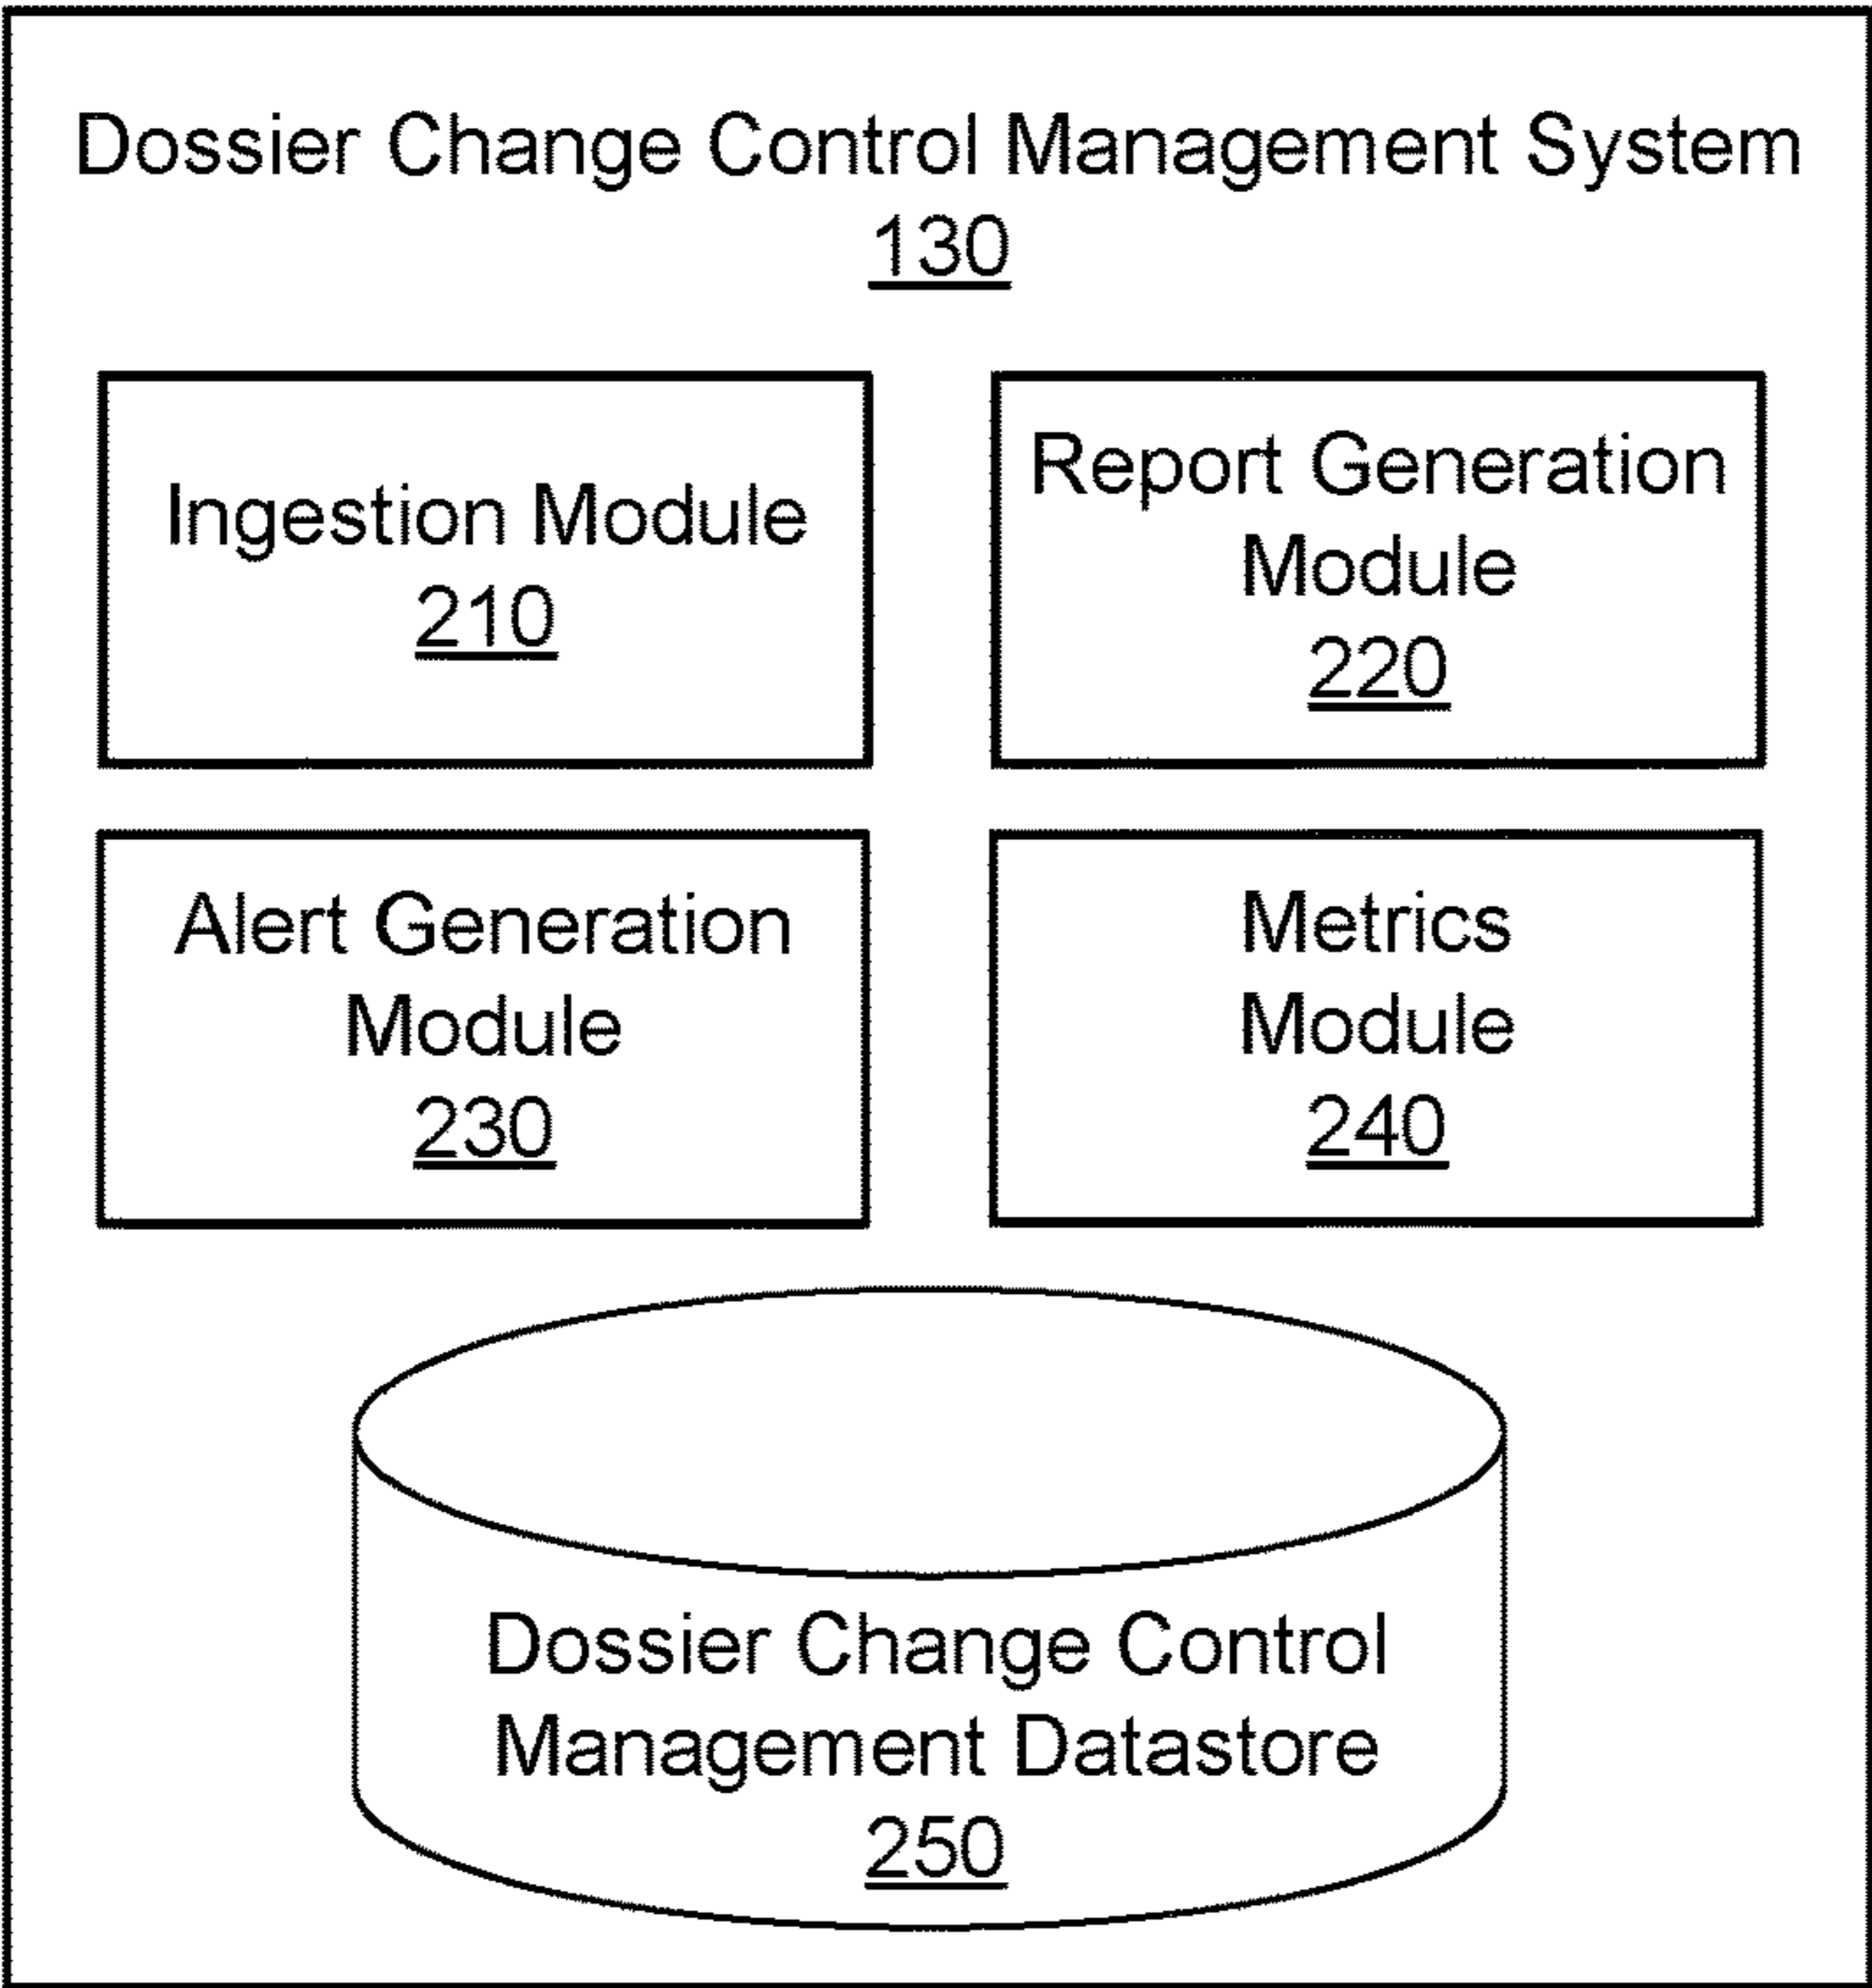 Dossier Change Control Management System
130
Ingestion Module
210
Report Generation
Module
220
Alert Generation
Module
230
Metrics
Module
240
Dossier Change Control
Management Datastore
250